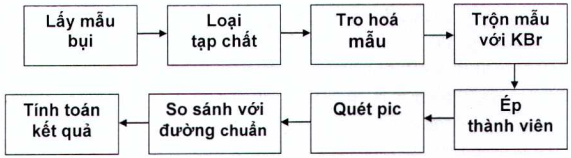 Lấy mẫu
bụi
Loại
tạp chất
Tro hoá
mẫu
Trộn mẫu
với KBr
Ép
thành viên
Quét pic
So sánh với
đường chuẩn
Tính toán
kết quả